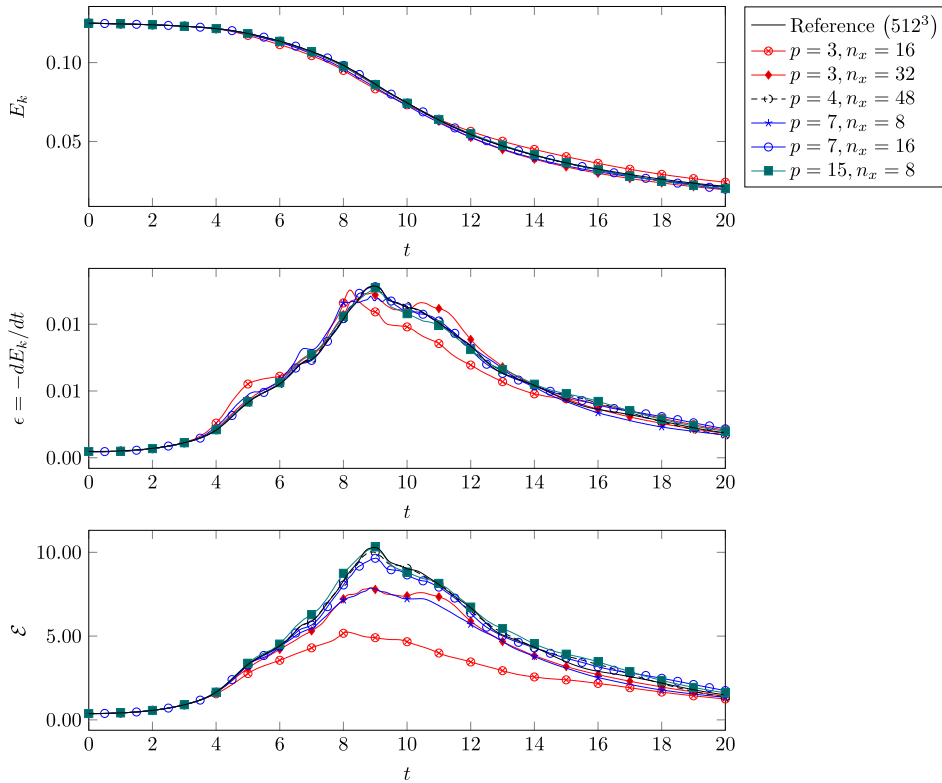 0.10
0.05
E_k
0 2 4 6 8 10 12 14 16 18 20
t
Reference (512³)
p = 3, n_x = 16
p = 3, n_x = 32
p = 4, n_x = 48
p = 7, n_x = 8
p = 7, n_x = 16
p = 15, n_x = 8
0.01
0.01
0.00
ϵ = −dE_k/dt
0 2 4 6 8 10 12 14 16 18 20
t
10.00
5.00
0.00
ℰ
0 2 4 6 8 10 12 14 16 18 20
t